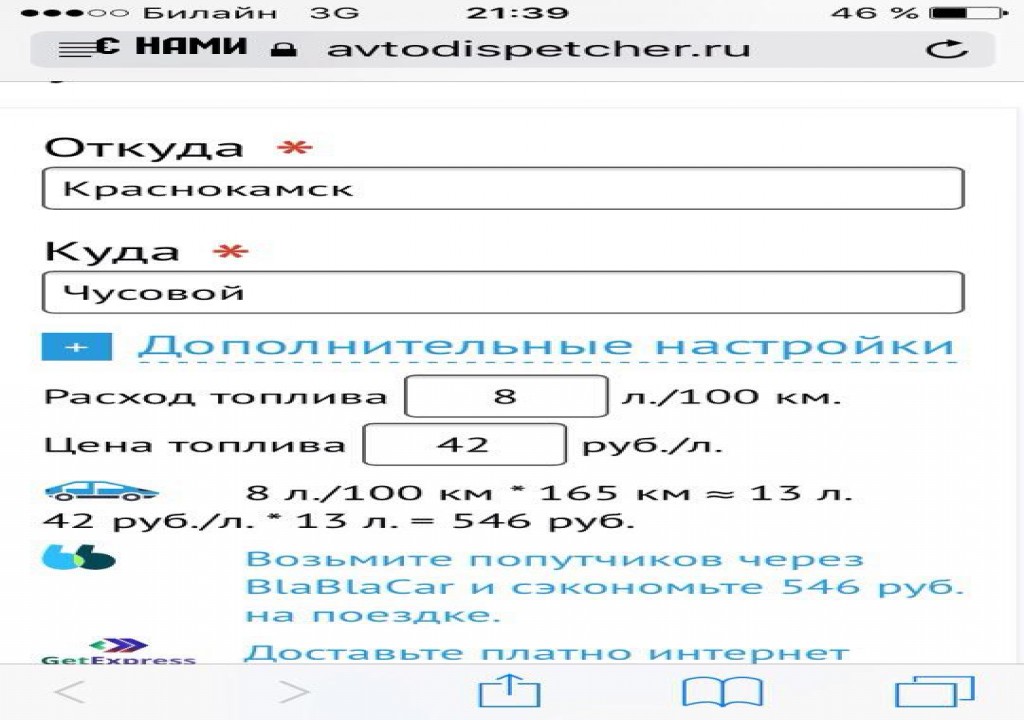 Билайн 3G 21:39 46 %
С НАМИ avtodispetcher.ru
Откуда *
Краснокамск
Куда *
Чусовой
+ Дополнительные настройки
Расход топлива 8 л./100 км.
Цена топлива 42 руб./л.
8 л./100 км * 165 км ≈ 13 л.
42 руб./л. * 13 л. = 546 руб.
Возьмите попутчиков через
BlaBlaCar и сэкономьте 546 руб.
на поездке.
GetExpress Доставьте платно интернет